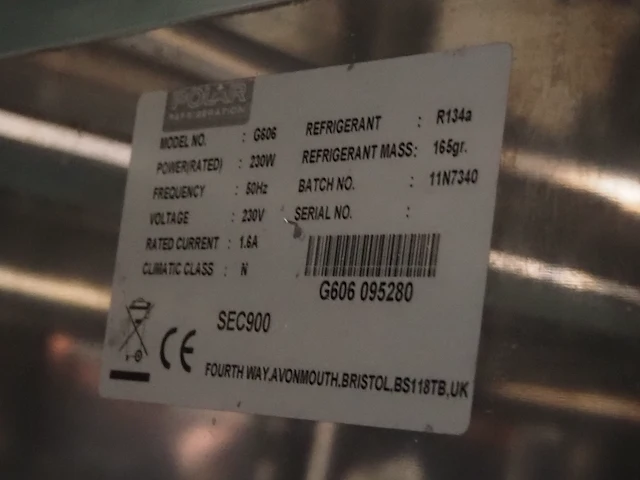 POLAR
REFRIGERATION
MODEL NO. : G606
POWER(RATED) : 230W
FREQUENCY : 50Hz
VOLTAGE : 230V
RATED CURRENT : 1.6A
CLIMATIC CLASS : N
REFRIGERANT : R134a
REFRIGERANT MASS: 165gr.
BATCH NO. : 11N7340
SERIAL NO. :
G606 095280
SEC900
CE
FOURTH WAY,AVONMOUTH,BRISTOL,BS118TB,UK